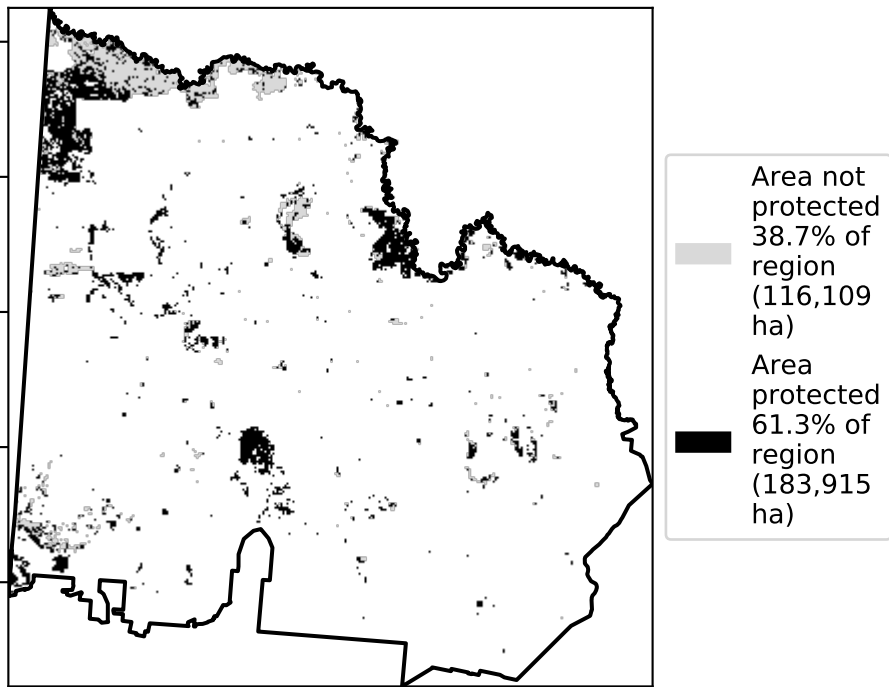 Area not
protected
38.7% of
region
(116,109
ha)
Area
protected
61.3% of
region
(183,915
ha)